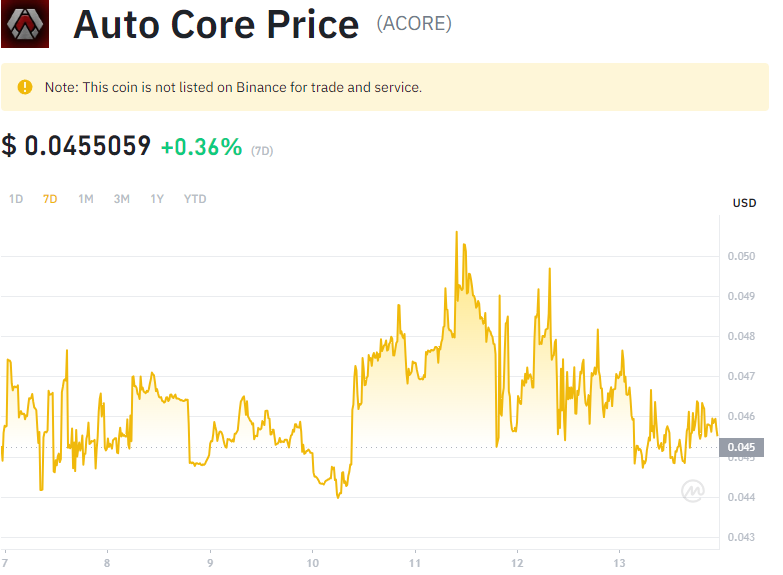 Auto Core Price (ACORE)
Note: This coin is not listed on Binance for trade and service.
$ 0.0455059 +0.36% (7D)
1D 7D 1M 3M 1Y YTD
USD
0.050
0.049
0.048
0.047
0.046
0.045
0.045
0.044
0.043
7 8 9 10 11 12 13